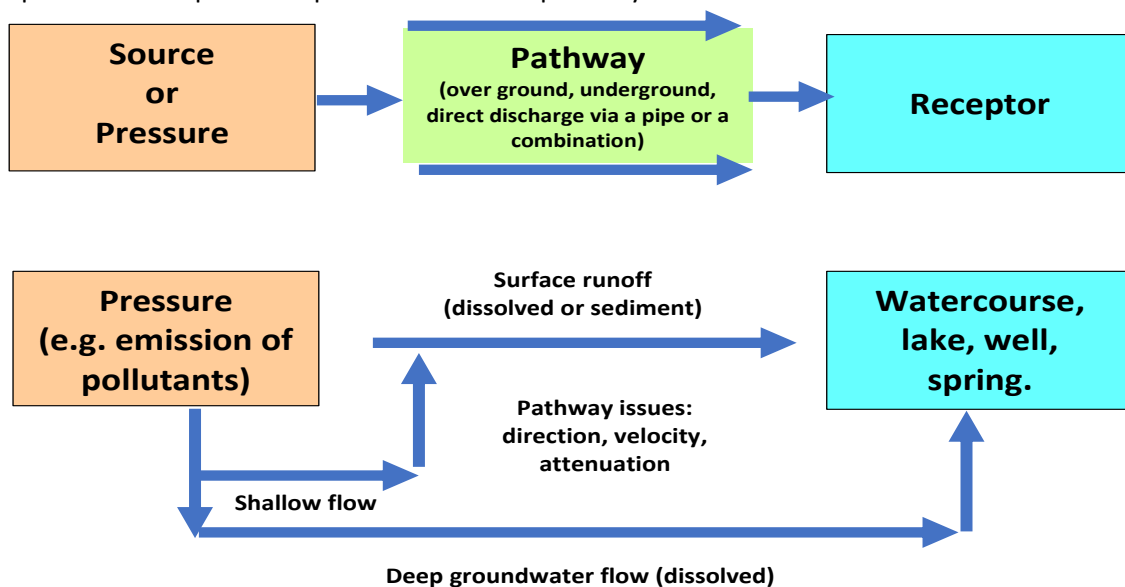 Source
or
Pressure
Pathway
(over ground, underground,
direct discharge via a pipe or a
combination)
Receptor
Pressure
(e.g. emission of
pollutants)
Surface runoff
(dissolved or sediment)
Watercourse,
lake, well,
spring.
Pathway issues:
direction, velocity,
attenuation
Shallow flow
Deep groundwater flow (dissolved)